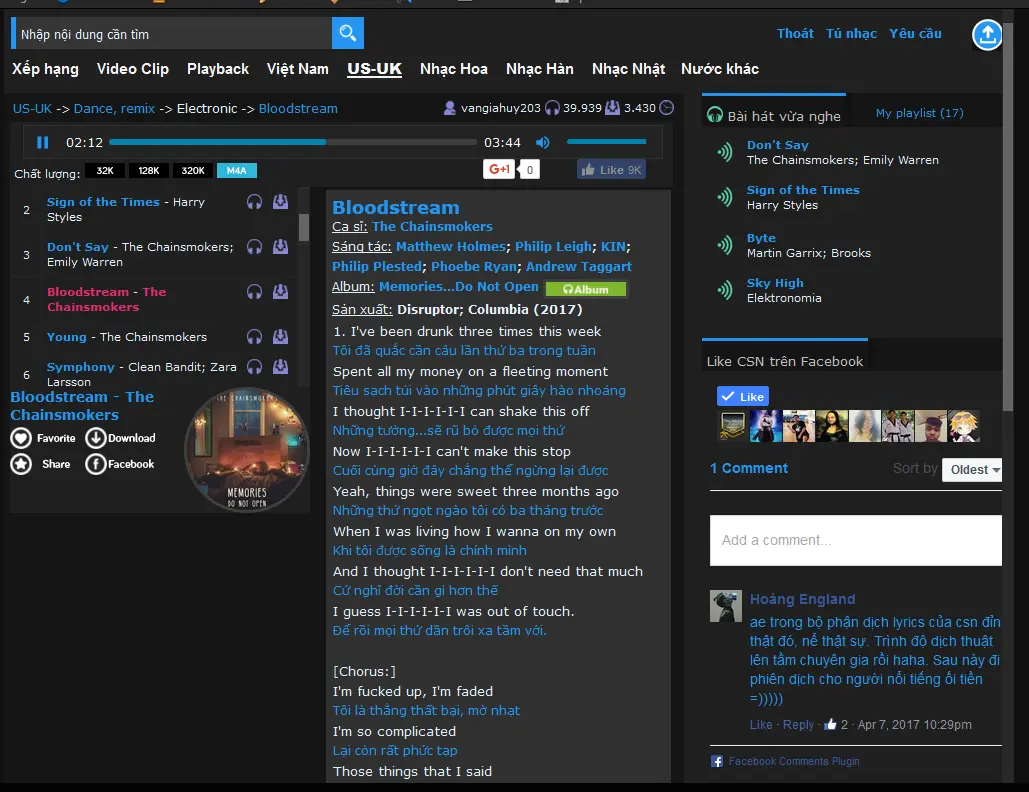 Nhập nội dung cần tìm
Thoát Tủ nhạc Yêu cầu
Xếp hạng Video Clip Playback Việt Nam US-UK Nhạc Hoa Nhạc Hàn Nhạc Nhật Nước khác
US-UK -> Dance, remix -> Electronic -> Bloodstream
vangiahuy203 39.939 3.430
02:12 03:44
Chất lượng: 32K 128K 320K M4A
G+1 0
Like 9K
2 Sign of the Times - Harry
Styles
3 Don't Say - The Chainsmokers;
Emily Warren
4 Bloodstream - The
Chainsmokers
5 Young - The Chainsmokers
6 Symphony - Clean Bandit; Zara
Larsson
Bloodstream - The
Chainsmokers
Favorite Download
Share Facebook
THE CHAINSMOKERS
MEMORIES
DO NOT OPEN
Bloodstream
Ca sĩ: The Chainsmokers
Sáng tác: Matthew Holmes; Philip Leigh; KIN;
Philip Plested; Phoebe Ryan; Andrew Taggart
Album: Memories...Do Not Open Album
Sản xuất: Disruptor; Columbia (2017)
1. I've been drunk three times this week
Tôi đã quắc cần câu lần thứ ba trong tuần
Spent all my money on a fleeting moment
Tiêu sạch túi vào những phút giây hào nhoáng
I thought I-I-I-I-I-I can shake this off
Những tưởng...sẽ rũ bỏ được mọi thứ
Now I-I-I-I-I-I can't make this stop
Cuối cùng giờ đây chẳng thể ngừng lại được
Yeah, things were sweet three months ago
Những thứ ngọt ngào tôi có ba tháng trước
When I was living how I wanna on my own
Khi tôi được sống là chính mình
And I thought I-I-I-I-I-I don't need that much
Cứ nghĩ đời cần gì hơn thế
I guess I-I-I-I-I-I was out of touch.
Để rồi mọi thứ dần trôi xa tầm với.
[Chorus:]
I'm fucked up, I'm faded
Tôi là thằng thất bại, mờ nhạt
I'm so complicated
Lại còn rất phức tạp
Those things that I said
Bài hát vừa nghe
My playlist (17)
Don't Say
The Chainsmokers; Emily Warren
Sign of the Times
Harry Styles
Byte
Martin Garrix; Brooks
Sky High
Elektronomia
Like CSN trên Facebook
Like
1 Comment
Sort by Oldest
Add a comment...
Hoàng England
ae trong bộ phận dịch lyrics của csn đỉn
thật đó, nể thật sự. Trình độ dịch thuật
lên tầm chuyên gia rồi haha. Sau này đi
phiên dịch cho người nổi tiếng ối tiền
=)))))
Like · Reply · 2 · Apr 7, 2017 10:29pm
Facebook Comments Plugin